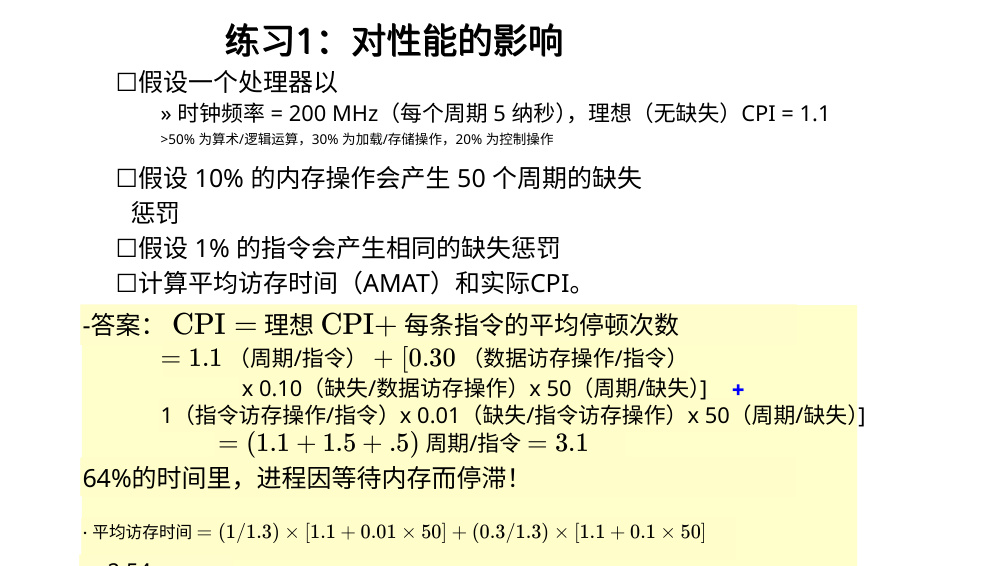 练习1：对性能的影响
☐假设一个处理器以
» 时钟频率 = 200 MHz（每个周期 5 纳秒），理想（无缺失）CPI = 1.1
>50% 为算术/逻辑运算，30% 为加载/存储操作，20% 为控制操作
☐假设 10% 的内存操作会产生 50 个周期的缺失
惩罚
☐假设 1% 的指令会产生相同的缺失惩罚
☐计算平均访存时间（AMAT）和实际CPI。
-答案： CPI = 理想 CPI+ 每条指令的平均停顿次数
= 1.1 （周期/指令） + [0.30 （数据访存操作/指令）
x 0.10（缺失/数据访存操作）x 50（周期/缺失）] +
1（指令访存操作/指令）x 0.01（缺失/指令访存操作）x 50（周期/缺失）]
= (1.1 + 1.5 + .5) 周期/指令 = 3.1
64%的时间里，进程因等待内存而停滞！
· 平均访存时间 = (1/1.3) × [1.1 + 0.01 × 50] + (0.3/1.3) × [1.1 + 0.1 × 50]